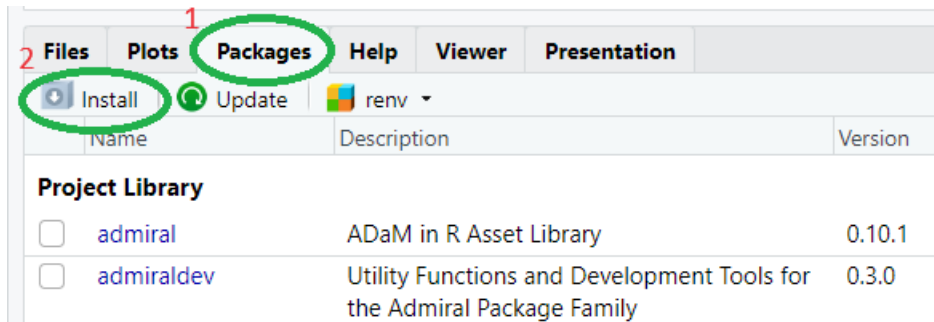 1
2 Files Plots Packages Help Viewer Presentation
Install Update renv
Name Description Version
Project Library
admiral ADaM in R Asset Library 0.10.1
admiraldev Utility Functions and Development Tools for 0.3.0
the Admiral Package Family